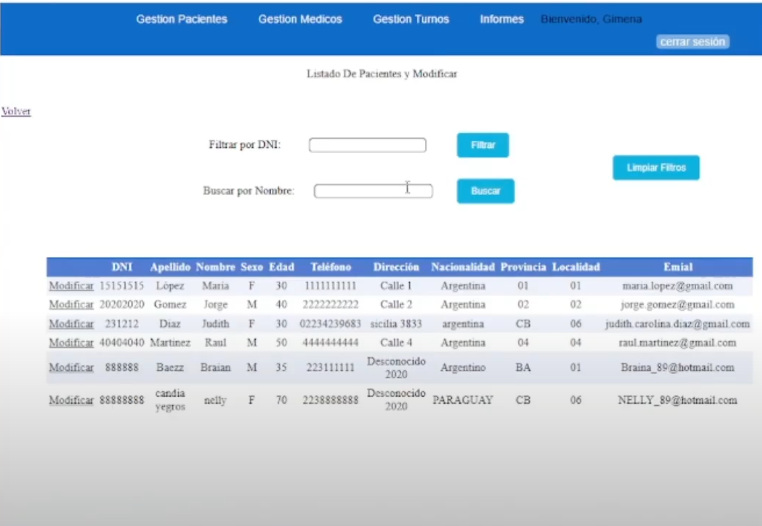 Gestion Pacientes Gestion Medicos Gestion Turnos Informes Bienvenido, Gimena
cerrar sesión
Listado De Pacientes y Modificar
Volver
Filtrar por DNI: Filtrar
Limpiar Filtros
Buscar por Nombre: Buscar
DNI Apellido Nombre Sexo Edad Teléfono Dirección Nacionalidad Provincia Localidad Emial
Modificar 15151515 López Maria F 30 1111111111 Calle 1 Argentina 01 01 maria.lopez@gmail.com
Modificar 20202020 Gomez Jorge M 40 2222222222 Calle 2 Argentina 02 02 jorge.gomez@gmail.com
Modificar 231212 Diaz Judith F 30 02234239683 sicilia 3833 argentina CB 06 judith.carolina.diaz@gmail.com
Modificar 40404040 Martinez Raul M 50 4444444444 Calle 4 Argentina 04 04 raul.martinez@gmail.com
Modificar 888888 Baezz Braian M 35 223111111 Desconocido 2020 Argentino BA 01 Braina_89@hotmail.com
Modificar 88888888 candia yegros nelly F 70 2238888888 Desconocido 2020 PARAGUAY CB 06 NELLY_89@hotmail.com